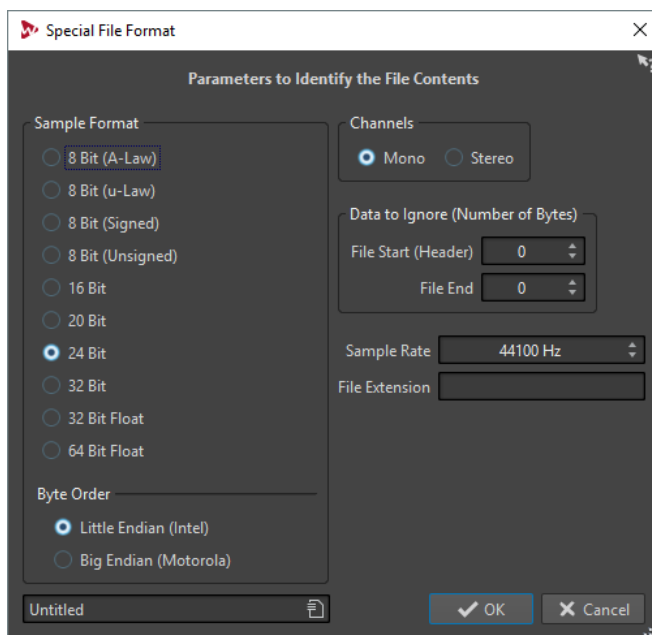 Special File Format
Parameters to Identify the File Contents
Sample Format
8 Bit (A-Law)
8 Bit (u-Law)
8 Bit (Signed)
8 Bit (Unsigned)
16 Bit
20 Bit
24 Bit
32 Bit
32 Bit Float
64 Bit Float
Byte Order
Little Endian (Intel)
Big Endian (Motorola)
Channels
Mono Stereo
Data to Ignore (Number of Bytes)
File Start (Header) 0
File End 0
Sample Rate 44100 Hz
File Extension
Untitled
OK Cancel